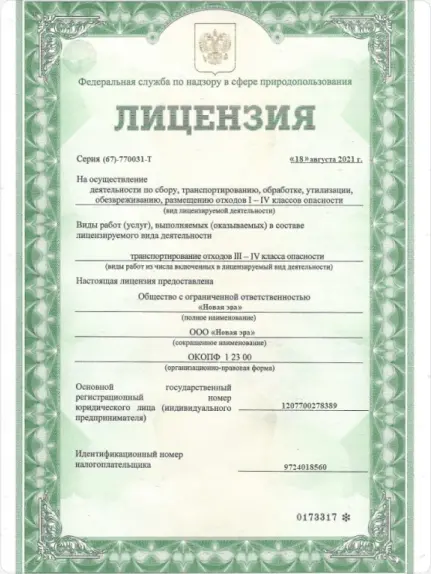 Федеральная служба по надзору в сфере природопользования
ЛИЦЕНЗИЯ
Серия (67)-770031-Т «18» августа 2021 г.
На осуществление
деятельности по сбору, транспортированию, обработке, утилизации,
обезвреживанию, размещению отходов I – IV классов опасности
(вид лицензируемой деятельности)
Виды работ (услуг), выполняемых (оказываемых) в составе
лицензируемого вида деятельности
транспортирование отходов III – IV класса опасности
(виды работ из числа включенных в лицензируемый вид деятельности)
Настоящая лицензия предоставлена
Общество с ограниченной ответственностью
«Новая эра»
(полное наименование)
ООО «Новая эра»
(сокращенное наименование)
ОКОПФ 1 23 00
(организационно-правовая форма)
Основной государственный
регистрационный номер
юридического лица (индивидуального
предпринимателя) 1207700278389
Идентификационный номер
налогоплательщика 9724018560
0173317 ✻